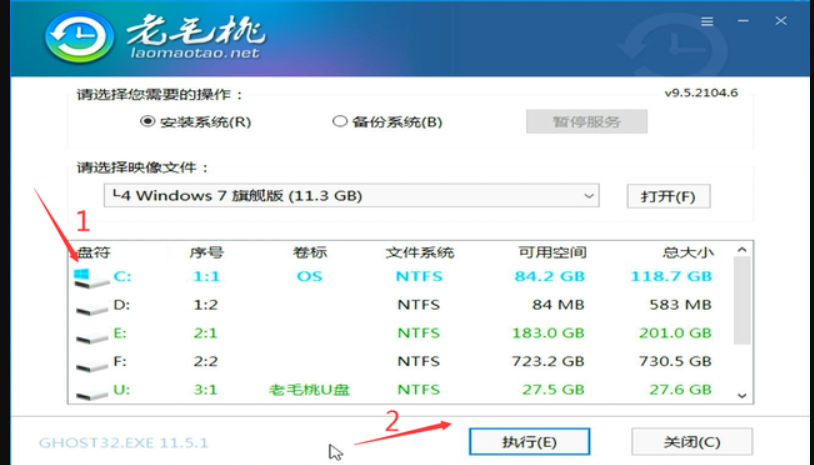 老毛桃
laomaotao.net
请选择您需要的操作：
v9.5.2104.6
安装系统(R) 备份系统(B) 暂停服务
请选择映像文件：
└4 Windows 7 旗舰版 (11.3 GB) 打开(F)
1
盘符 序号 卷标 文件系统 可用空间 总大小
C: 1:1 OS NTFS 84.2 GB 118.7 GB
D: 1:2 NTFS 84 MB 583 MB
E: 2:1 NTFS 183.0 GB 201.0 GB
F: 2:2 NTFS 723.2 GB 730.5 GB
U: 3:1 老毛桃U盘 NTFS 27.5 GB 27.6 GB
2
GHOST32.EXE 11.5.1 执行(E) 关闭(C)